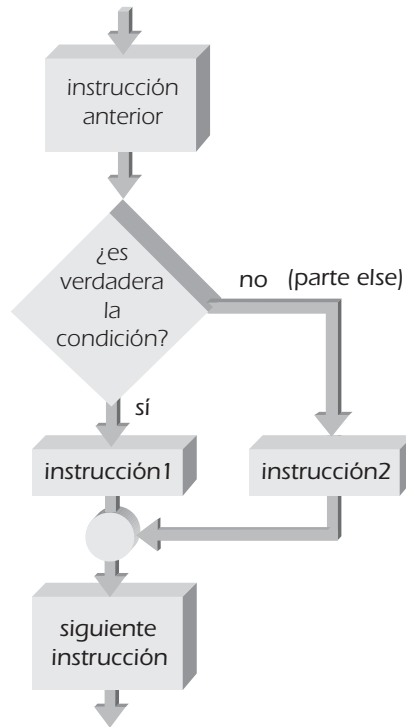 instrucción
anterior
¿es
verdadera
la
condición?
no (parte else)
sí
instrucción1
instrucción2
siguiente
instrucción